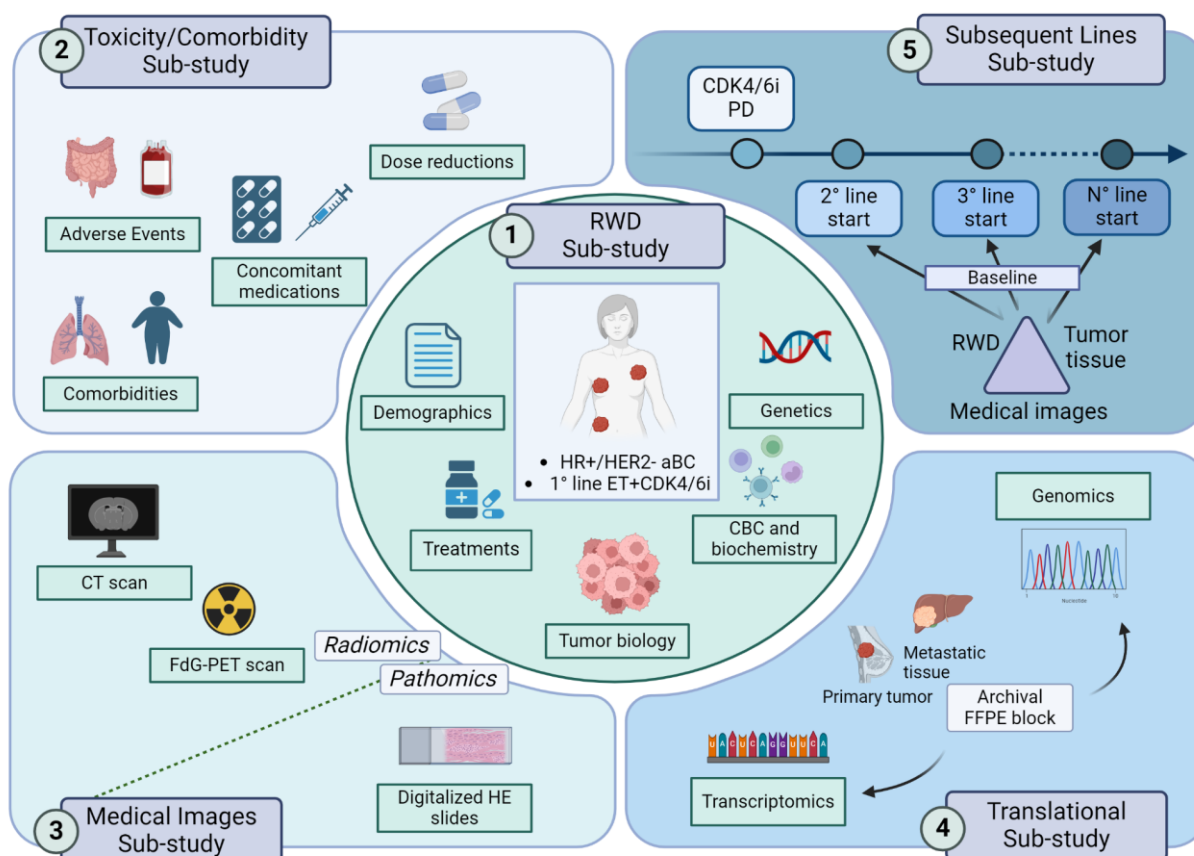 2
Toxicity/Comorbidity
Sub-study
Dose reductions
Adverse Events
Concomitant
medications
Comorbidities
5
Subsequent Lines
Sub-study
CDK4/6i
PD
2° line
start
3° line
start
N° line
start
Baseline
RWD
Tumor
tissue
Medical images
1
RWD
Sub-study
Demographics
Genetics
• HR+/HER2- aBC
• 1° line ET+CDK4/6i
Treatments
CBC and
biochemistry
Tumor biology
CT scan
FdG-PET scan
Radiomics
Pathomics
Digitalized HE
slides
3
Medical Images
Sub-study
Genomics
1
10
Nucleotide
Metastatic
tissue
Primary tumor
Archival
FFPE block
UACUCAGGUUCA
Transcriptomics
4
Translational
Sub-study